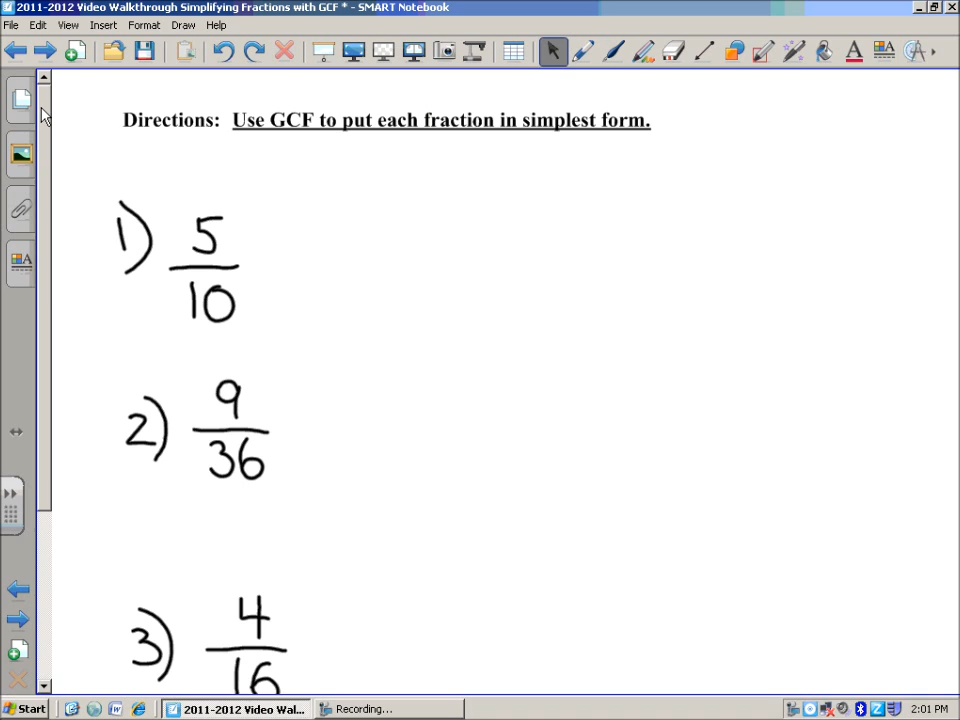 2011-2012 Video Walkthrough Simplifying Fractions with GCF * - SMART Notebook
File Edit View Insert Format Draw Help
Directions: Use GCF to put each fraction in simplest form.
1) 5
10
2) 9
36
3) 4
16
Start 2011-2012 Video Wal... Recording... 2:01 PM